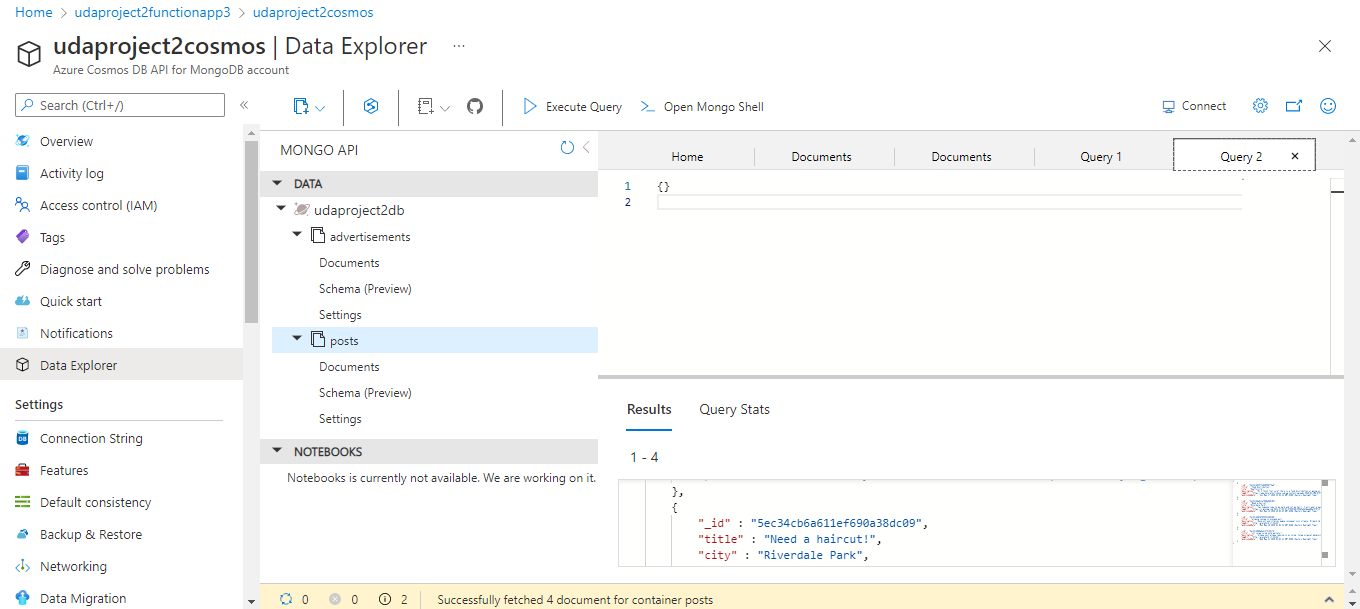 Home > udaproject2functionapp3 > udaproject2cosmos
udaproject2cosmos | Data Explorer ...
Azure Cosmos DB API for MongoDB account
Search (Ctrl+/)
Overview
Activity log
Access control (IAM)
Tags
Diagnose and solve problems
Quick start
Notifications
Data Explorer
Settings
Connection String
Features
Default consistency
Backup & Restore
Networking
Data Migration
Execute Query
Open Mongo Shell
Connect
MONGO API
DATA
udaproject2db
advertisements
Documents
Schema (Preview)
Settings
posts
Documents
Schema (Preview)
Settings
NOTEBOOKS
Notebooks is currently not available. We are working on it.
Home Documents Documents Query 1 Query 2
1 {}
2
Results Query Stats
1 - 4
},
{
"_id" : "5ec34cb6a611ef690a38dc09",
"title" : "Need a haircut!",
"city" : "Riverdale Park",
0 0 2 Successfully fetched 4 document for container posts